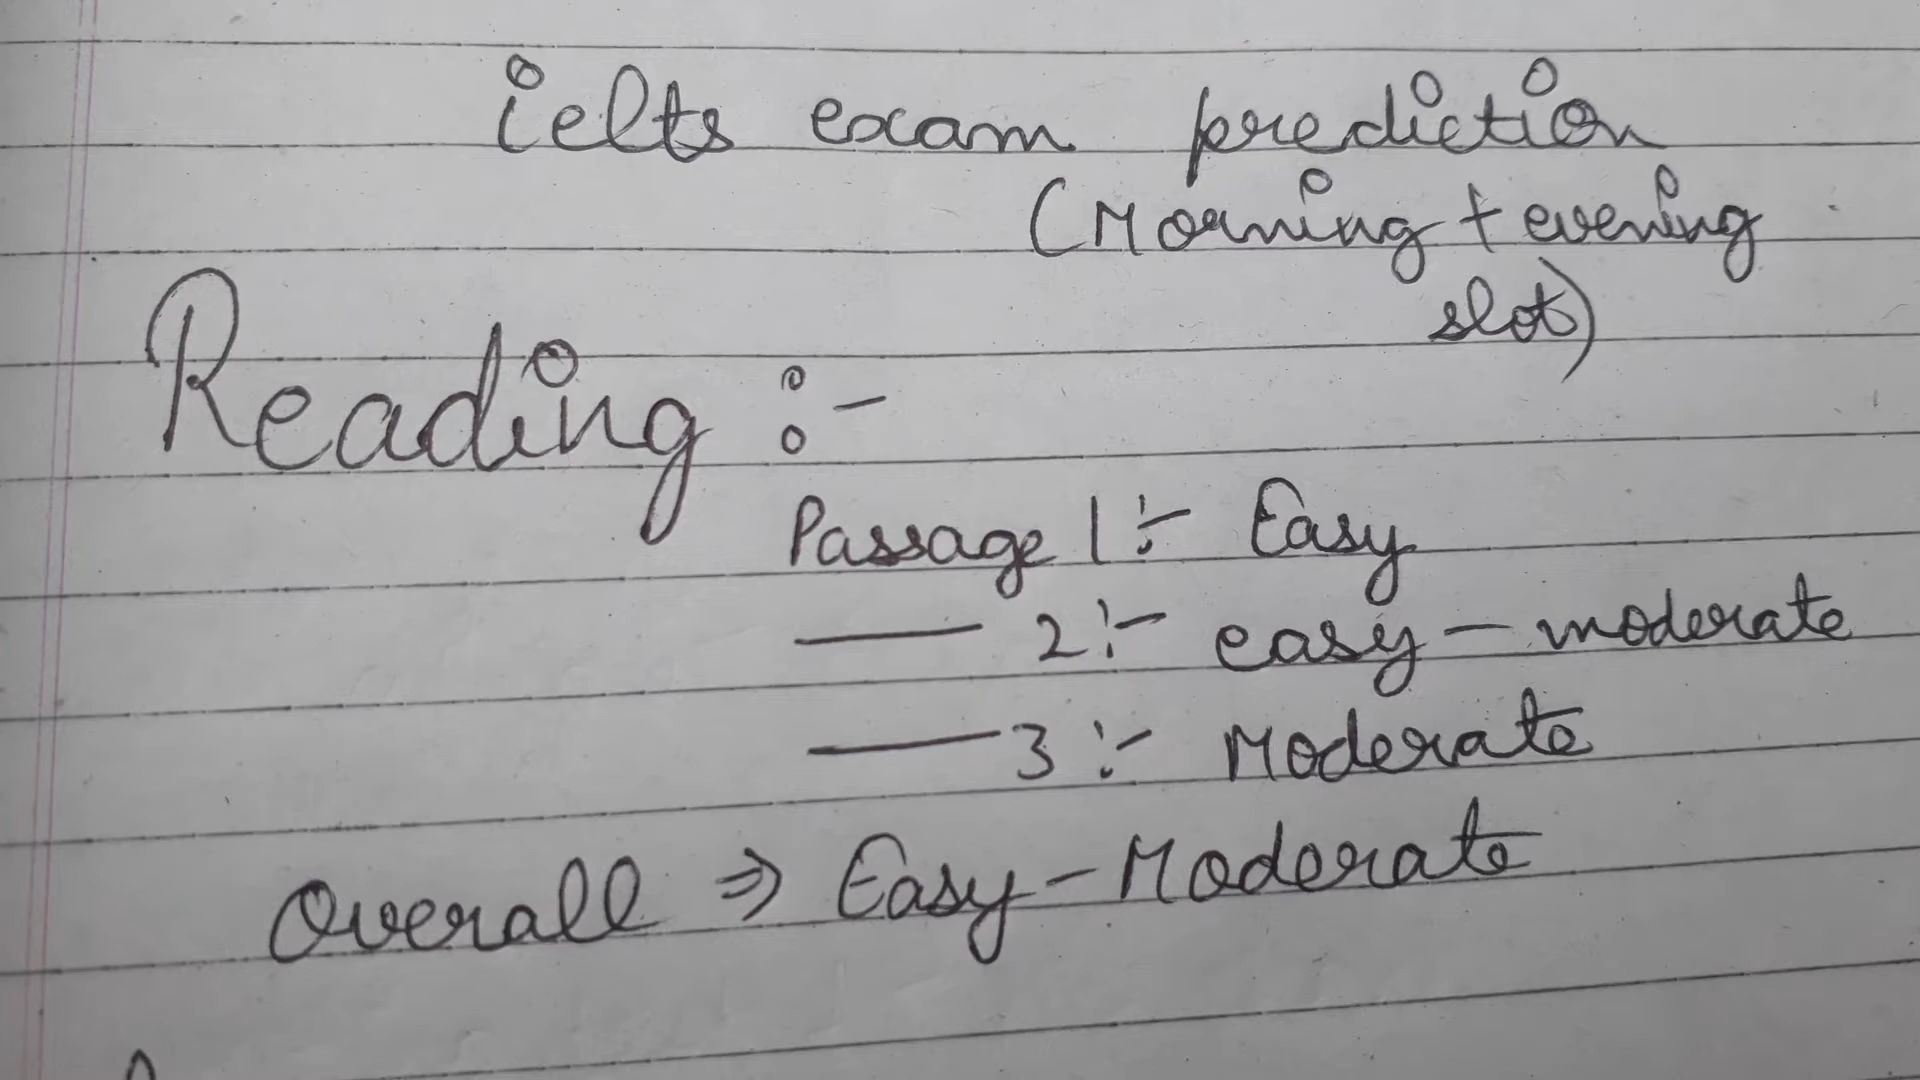 ielts exam prediction
(Morning + evening
slot)
Reading :-
Passage 1 :- Easy
—— 2 :- easy - moderate
—— 3 :- Moderate
Overall ⇒ Easy - Moderate